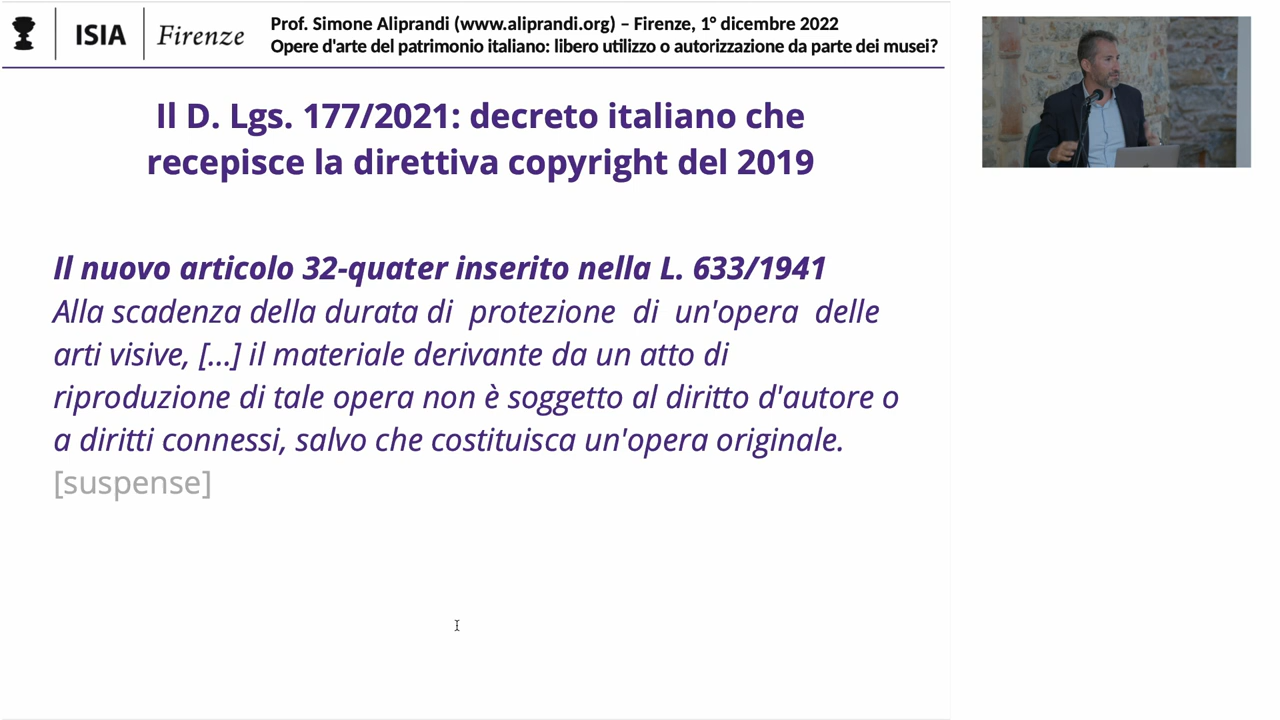 ISIA Firenze
Prof. Simone Aliprandi (www.aliprandi.org) – Firenze, 1° dicembre 2022
Opere d'arte del patrimonio italiano: libero utilizzo o autorizzazione da parte dei musei?
Il D. Lgs. 177/2021: decreto italiano che
recepisce la direttiva copyright del 2019
Il nuovo articolo 32-quater inserito nella L. 633/1941
Alla scadenza della durata di protezione di un'opera delle
arti visive, [...] il materiale derivante da un atto di
riproduzione di tale opera non è soggetto al diritto d'autore o
a diritti connessi, salvo che costituisca un'opera originale.
[suspense]